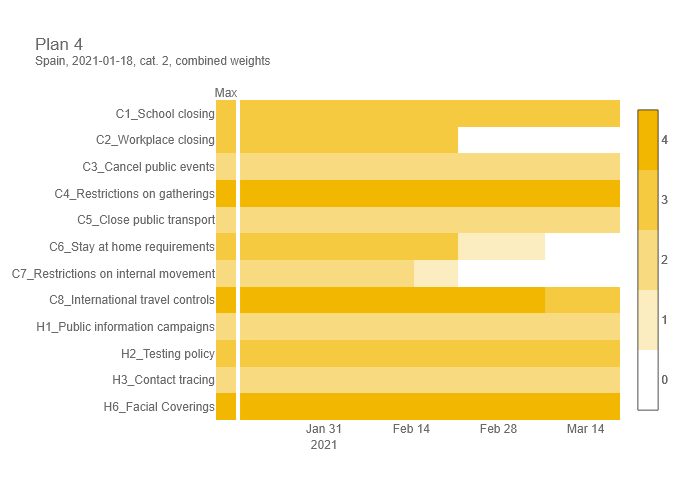 Plan 4
Spain, 2021-01-18, cat. 2, combined weights
Max
C1_School closing
C2_Workplace closing
C3_Cancel public events
C4_Restrictions on gatherings
C5_Close public transport
C6_Stay at home requirements
C7_Restrictions on internal movement
C8_International travel controls
H1_Public information campaigns
H2_Testing policy
H3_Contact tracing
H6_Facial Coverings
4
3
2
1
0
Jan 31 Feb 14 Feb 28 Mar 14
2021